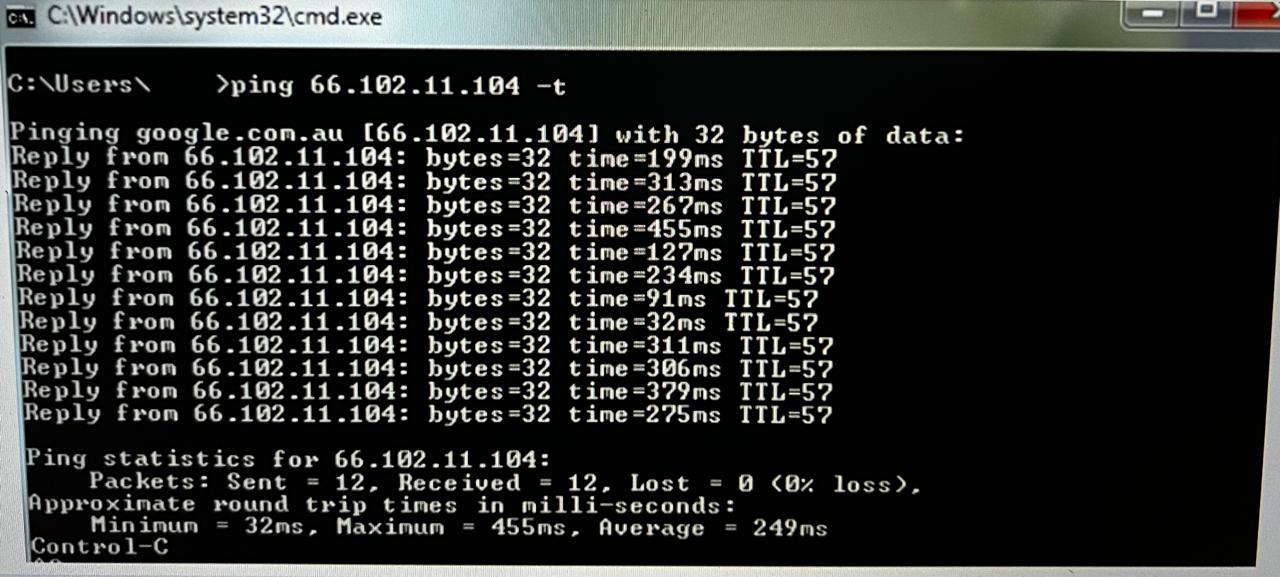 C:\Windows\system32\cmd.exe
C:\Users\ >ping 66.102.11.104 -t
Pinging google.com.au [66.102.11.104] with 32 bytes of data:
Reply from 66.102.11.104: bytes=32 time=199ms TTL=57
Reply from 66.102.11.104: bytes=32 time=313ms TTL=57
Reply from 66.102.11.104: bytes=32 time=267ms TTL=57
Reply from 66.102.11.104: bytes=32 time=455ms TTL=57
Reply from 66.102.11.104: bytes=32 time=127ms TTL=57
Reply from 66.102.11.104: bytes=32 time=234ms TTL=57
Reply from 66.102.11.104: bytes=32 time=91ms TTL=57
Reply from 66.102.11.104: bytes=32 time=32ms TTL=57
Reply from 66.102.11.104: bytes=32 time=311ms TTL=57
Reply from 66.102.11.104: bytes=32 time=306ms TTL=57
Reply from 66.102.11.104: bytes=32 time=379ms TTL=57
Reply from 66.102.11.104: bytes=32 time=275ms TTL=57
Ping statistics for 66.102.11.104:
Packets: Sent = 12, Received = 12, Lost = 0 (0% loss),
Approximate round trip times in milli-seconds:
Minimum = 32ms, Maximum = 455ms, Average = 249ms
Control-C